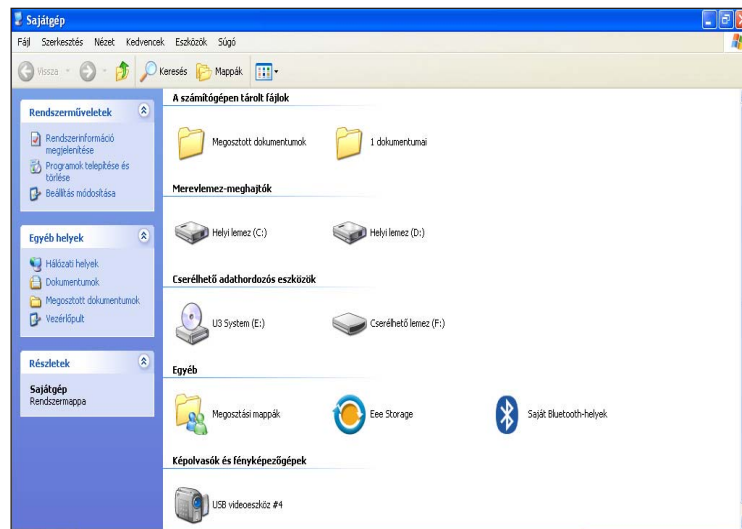 Sajátgép
Fájl Szerkesztés Nézet Kedvencek Eszközök Súgó
Vissza Keresés Mappák
Rendszerműveletek
Rendszerinformáció
megjelenítése
Programok telepítése és
törlése
Beállítás módosítása
Egyéb helyek
Hálózati helyek
Dokumentumok
Megosztott dokumentumok
Vezérlőpult
Részletek
Sajátgép
Rendszermappa
A számítógépen tárolt fájlok
Megosztott dokumentumok 1 dokumentumai
Merevlemez-meghajtók
Helyi lemez (C:) Helyi lemez (D:)
Cserélhető adathordozós eszközök
U3 System (E:) Cserélhető lemez (F:)
Egyéb
Megosztási mappák Eee Storage Saját Bluetooth-helyek
Képolvasók és fényképezőgépek
USB videoeszköz #4